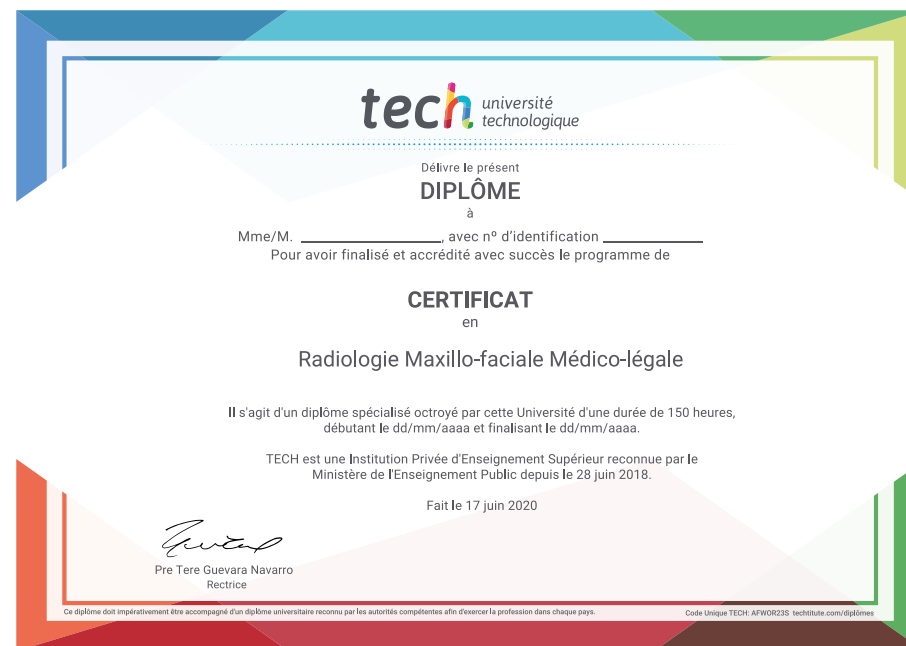 tech université
technologique
Délivre le présent
DIPLÔME
à
Mme/M. ____________________, avec nº d'identification ______________
Pour avoir finalisé et accrédité avec succès le programme de
CERTIFICAT
en
Radiologie Maxillo-faciale Médico-légale
Il s'agit d'un diplôme spécialisé octroyé par cette Université d'une durée de 150 heures,
débutant le dd/mm/aaaa et finalisant le dd/mm/aaaa.
TECH est une Institution Privée d'Enseignement Supérieur reconnue par le
Ministère de l'Enseignement Public depuis le 28 juin 2018.
Fait le 17 juin 2020
Pre Tere Guevara Navarro
Rectrice
Ce diplôme doit impérativement être accompagné d'un diplôme universitaire reconnu par les autorités compétentes afin d'exercer la profession dans chaque pays.
Code Unique TECH: AFWOR23S techtitute.com/diplômes